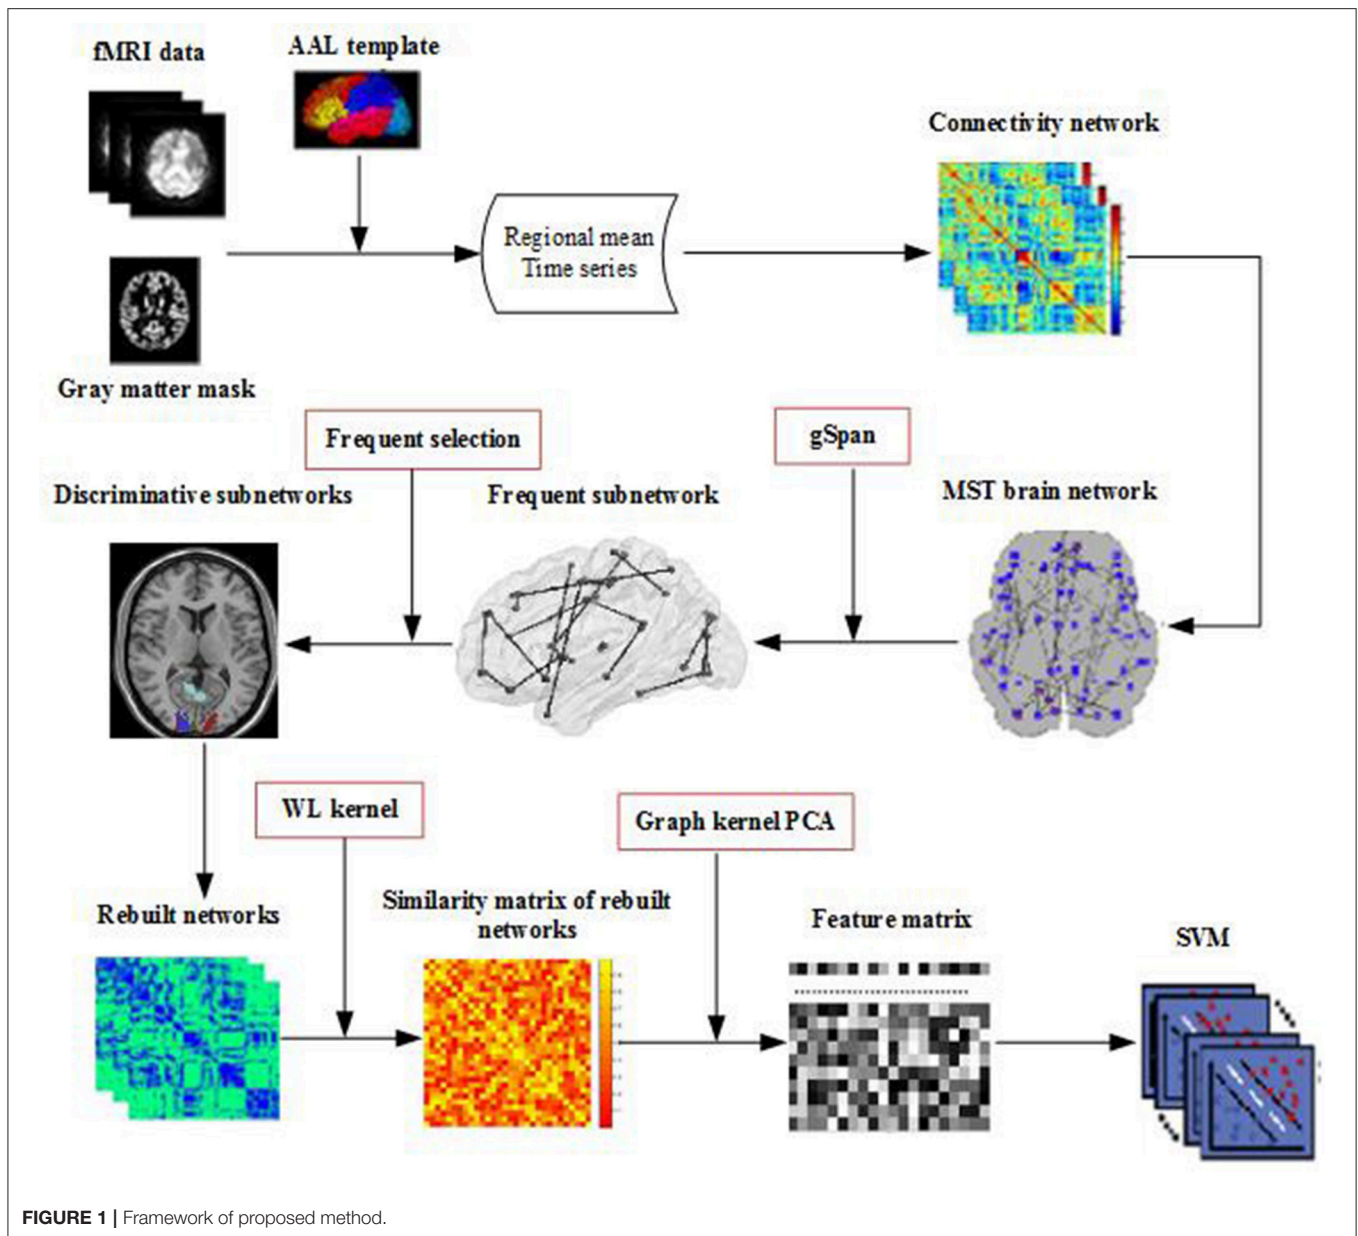 fMRI data
AAL template
Connectivity network
Regional mean
Time series
Gray matter mask
Frequent selection
gSpan
Discriminative subnetworks
Frequent subnetwork
MST brain network
WL kernel
Graph kernel PCA
Rebuilt networks
Similarity matrix of rebuilt
networks
Feature matrix
SVM
FIGURE 1 | Framework of proposed method.